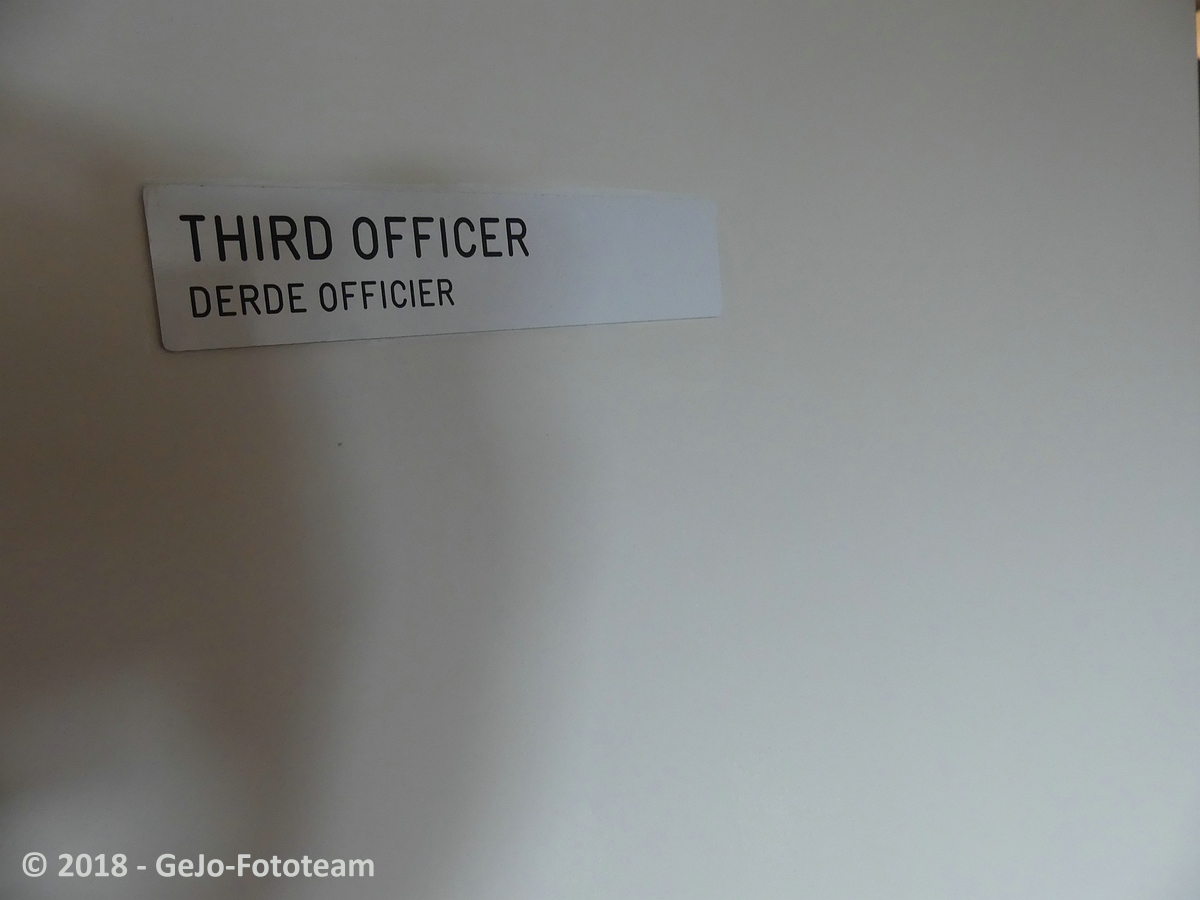 THIRD OFFICER
DERDE OFFICIER
© 2018 - GeJo-Fototeam